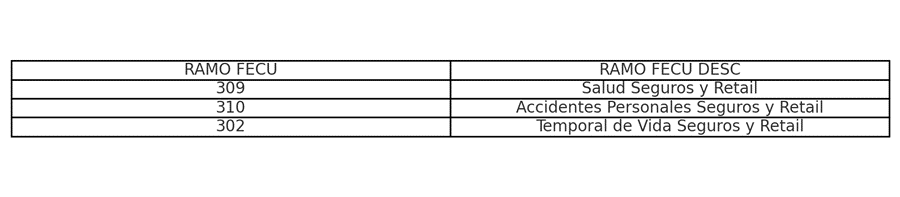 RAMO FECU RAMO FECU DESC
309 Salud Seguros y Retail
310 Accidentes Personales Seguros y Retail
302 Temporal de Vida Seguros y Retail